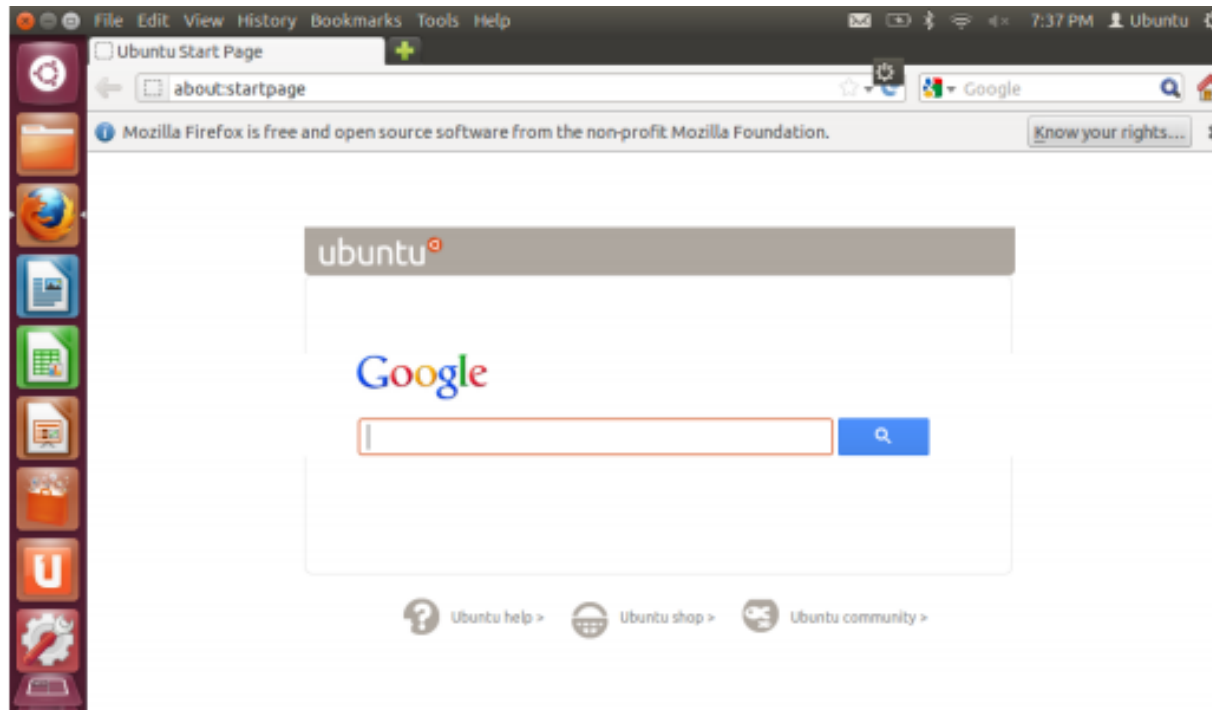 File Edit View History Bookmarks Tools Help 7:37 PM Ubuntu
Ubuntu Start Page
about:startpage Google
Mozilla Firefox is free and open source software from the non-profit Mozilla Foundation. Know your rights...
ubuntu
Google
Ubuntu help > Ubuntu shop > Ubuntu community >